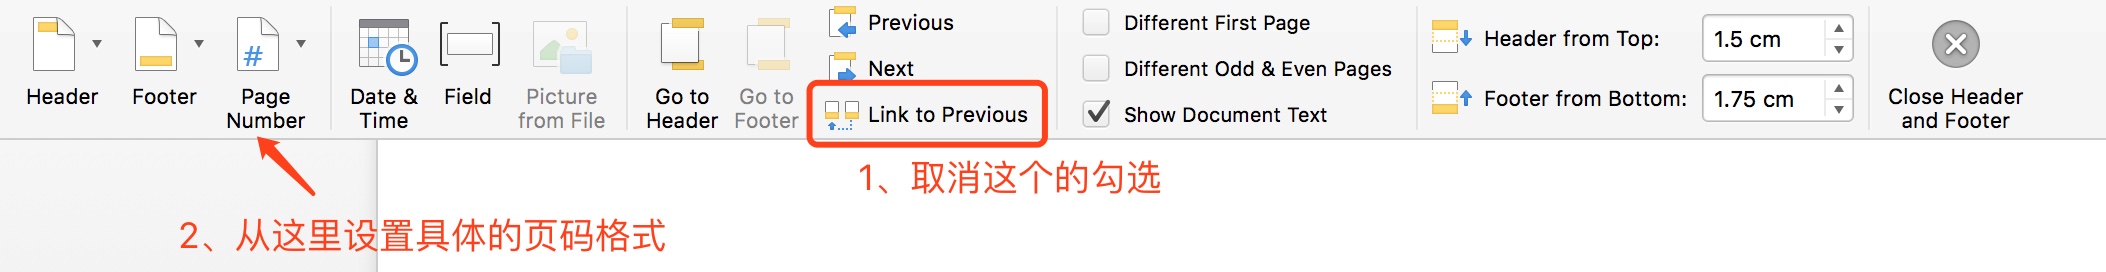 Header
Footer
Page
Number
Date &
Time
Field
Picture
from File
Go to
Header
Go to
Footer
Previous
Next
Link to Previous
Different First Page
Different Odd & Even Pages
Show Document Text
Header from Top:
1.5 cm
Footer from Bottom:
1.75 cm
Close Header
and Footer
1、取消这个的勾选
2、从这里设置具体的页码格式